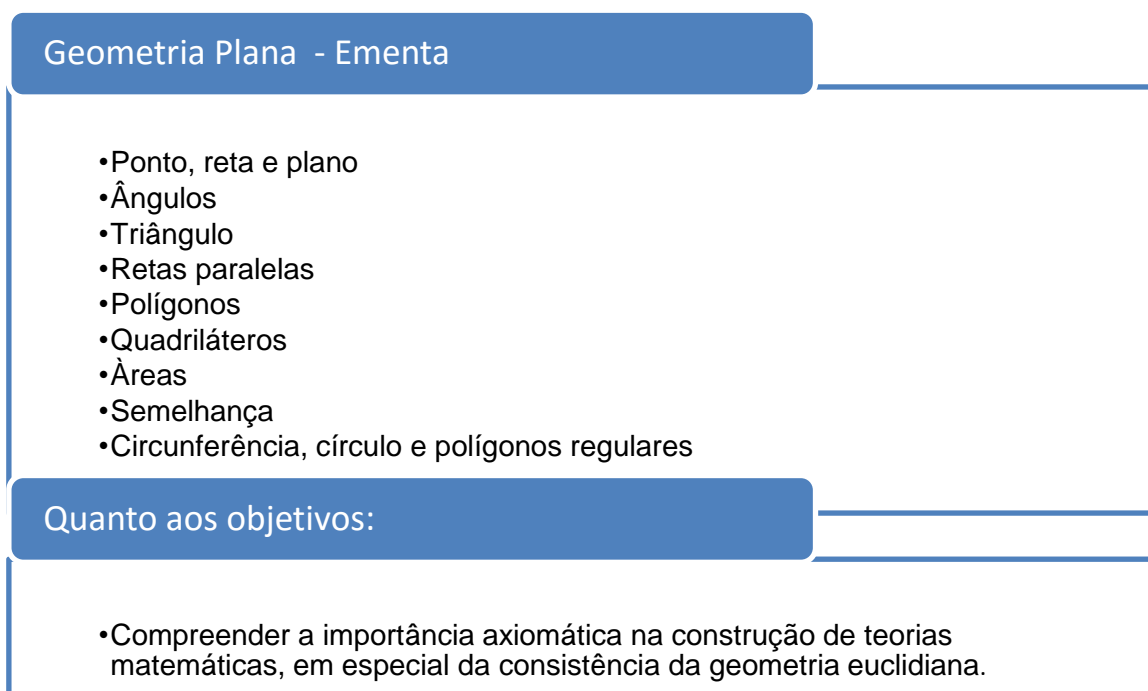 Geometria Plana - Ementa
•Ponto, reta e plano
•Ângulos
•Triângulo
•Retas paralelas
•Polígonos
•Quadriláteros
•Àreas
•Semelhança
•Circunferência, círculo e polígonos regulares
Quanto aos objetivos:
•Compreender a importância axiomática na construção de teorias
matemáticas, em especial da consistência da geometria euclidiana.